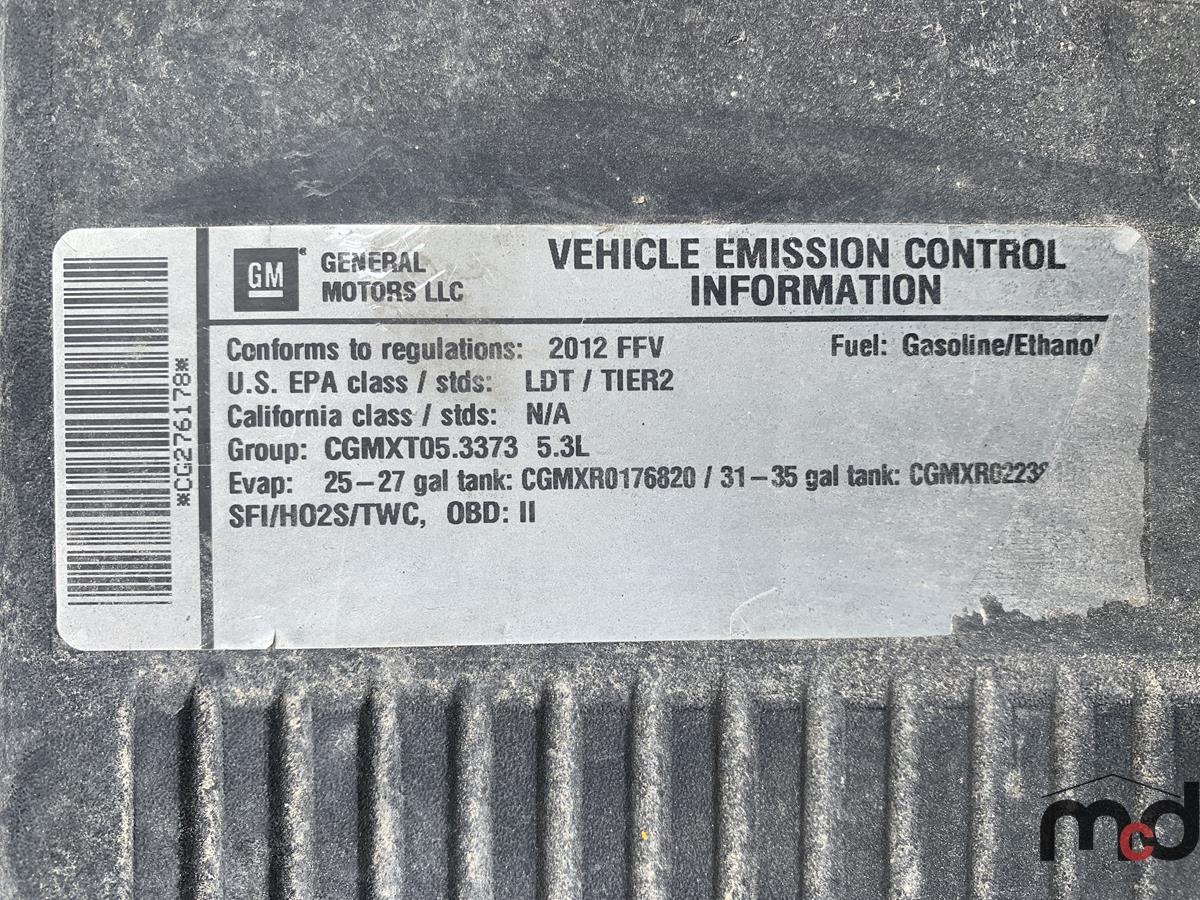 *CG276178*
GM
GENERAL
MOTORS LLC
VEHICLE EMISSION CONTROL
INFORMATION
Conforms to regulations: 2012 FFV Fuel: Gasoline/Ethano
U.S. EPA class / stds: LDT / TIER2
California class / stds: N/A
Group: CGMXT05.3373 5.3L
Evap: 25-27 gal tank: CGMXR0176820 / 31-35 gal tank:
SFI/HO2S/TWC, OBD: II
mcd